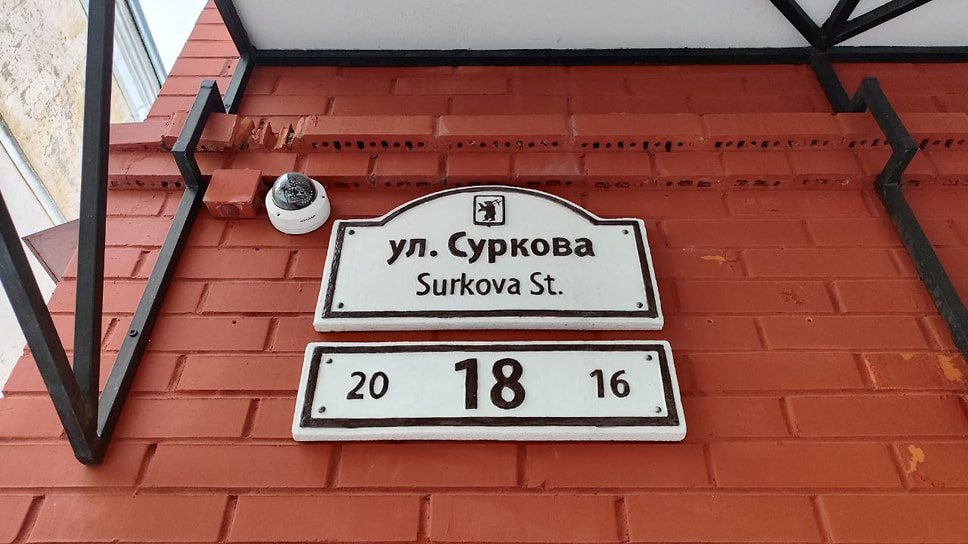 ул. Суркова
Surkova St.
20 18 16